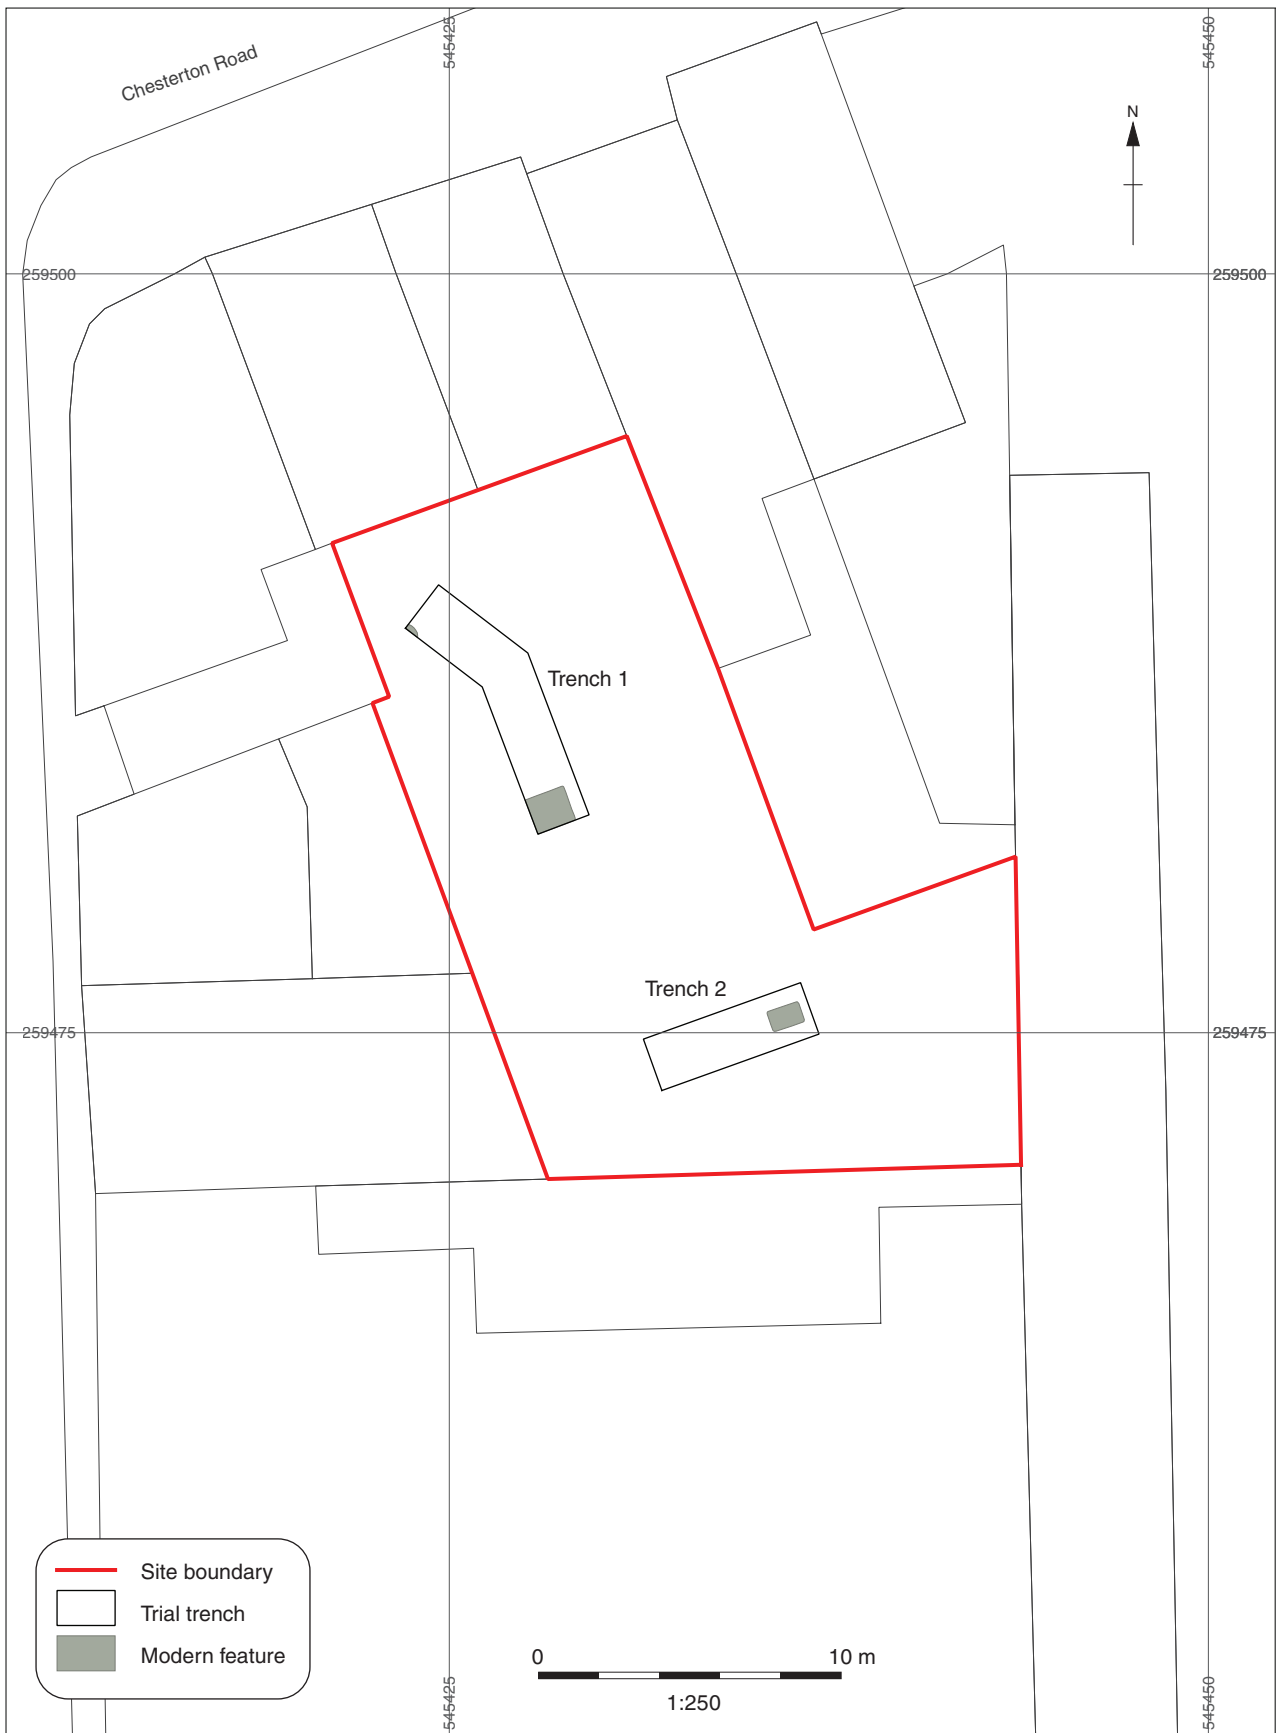 545425
545450
Chesterton Road
N
259500
259500
Trench 1
Trench 2
259475
259475
Site boundary
Trial trench
Modern feature
0
10 m
1:250
545425
545450